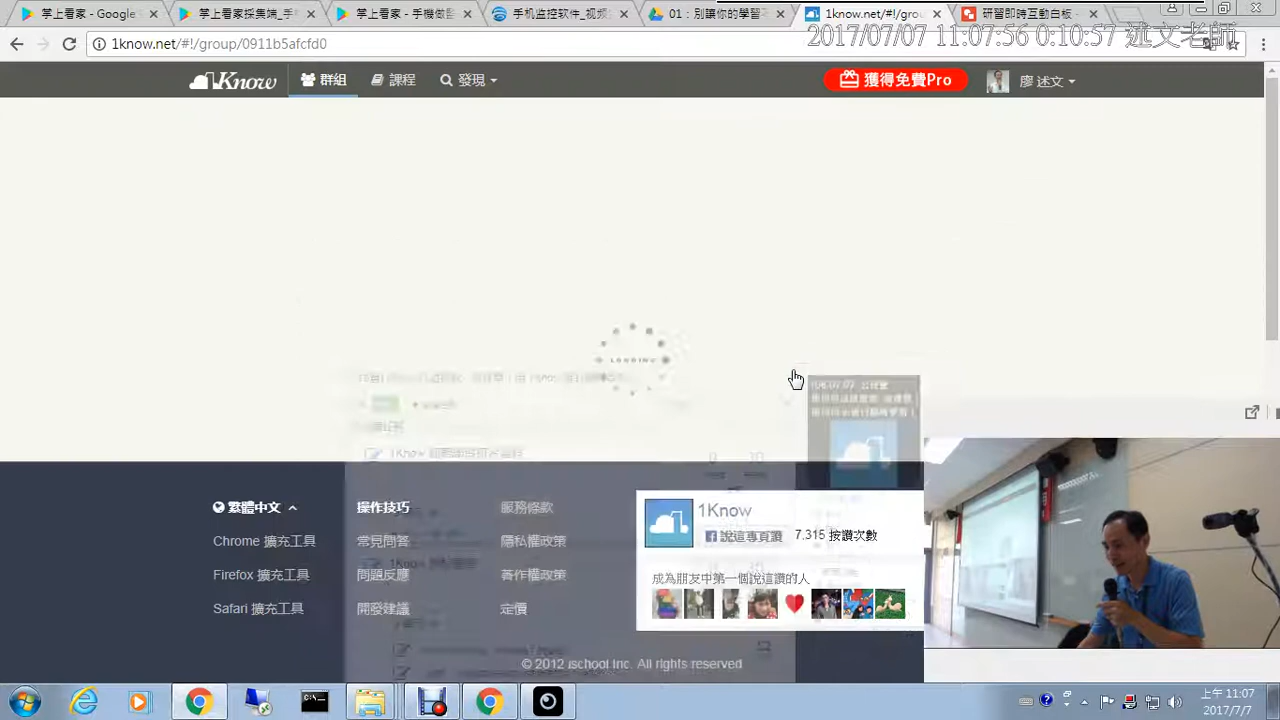 掌上看家 - Google
掌上看家採集端_手
掌上看家 - 手機做監
手机监控软件_视频
01：別讓你的學習
1know.net/#!/grou
研習即時互動白板
1know.net/#!/group/0911b5afcfd0
2017/07/07 11:07:56 0:10:57 述文老師
1Know
群組
課程
發現
獲得免費Pro
廖 述文
LOADING
繁體中文
操作技巧
服務條款
Chrome 擴充工具
常見問答
隱私權政策
Firefox 擴充工具
問題反應
著作權政策
Safari 擴充工具
開發建議
定價
1Know
說這專頁讚
7,315 按讚次數
成為朋友中第一個說這讚的人
© 2012 ischool Inc. All rights reserved
上午 11:07
2017/7/7